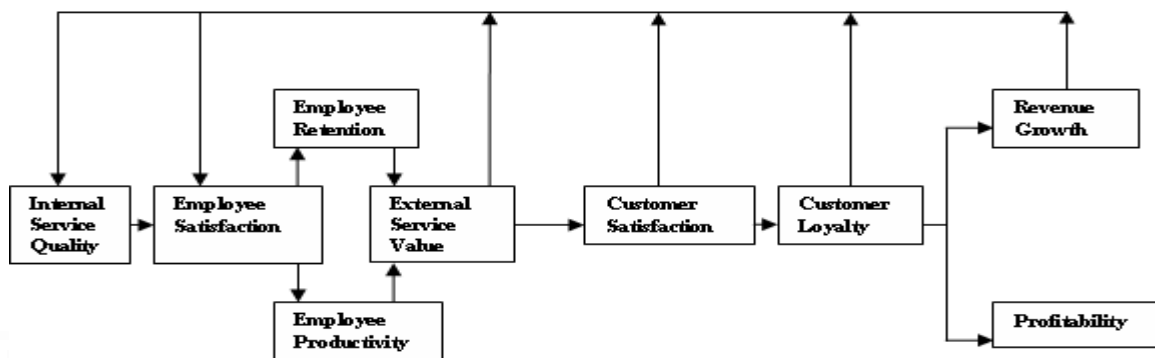 Employee
Retention
Revenue
Growth
Internal
Service
Quality
Employee
Satisfaction
External
Service
Value
Customer
Satisfaction
Customer
Loyalty
Employee
Productivity
Profitability